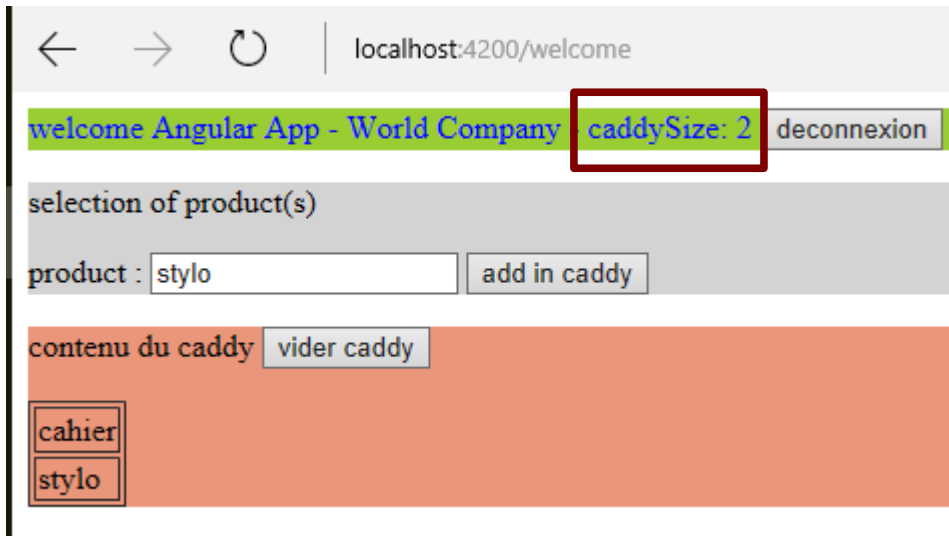 localhost:4200/welcome
welcome Angular App - World Company - caddySize: 2 deconnexion
selection of product(s)
product : stylo add in caddy
contenu du caddy vider caddy
cahier
stylo